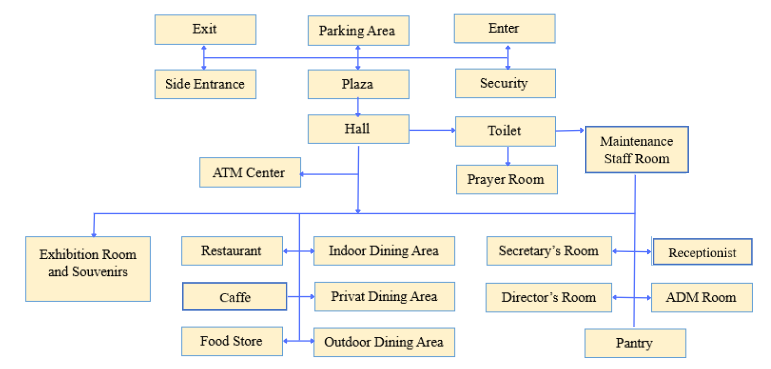 Exit
Parking Area
Enter
Side Entrance
Plaza
Security
Hall
Toilet
Maintenance
Staff Room
ATM Center
Prayer Room
Exhibition Room
and Souvenirs
Restaurant
Indoor Dining Area
Secretary's Room
Receptionist
Caffe
Privat Dining Area
Director's Room
ADM Room
Food Store
Outdoor Dining Area
Pantry